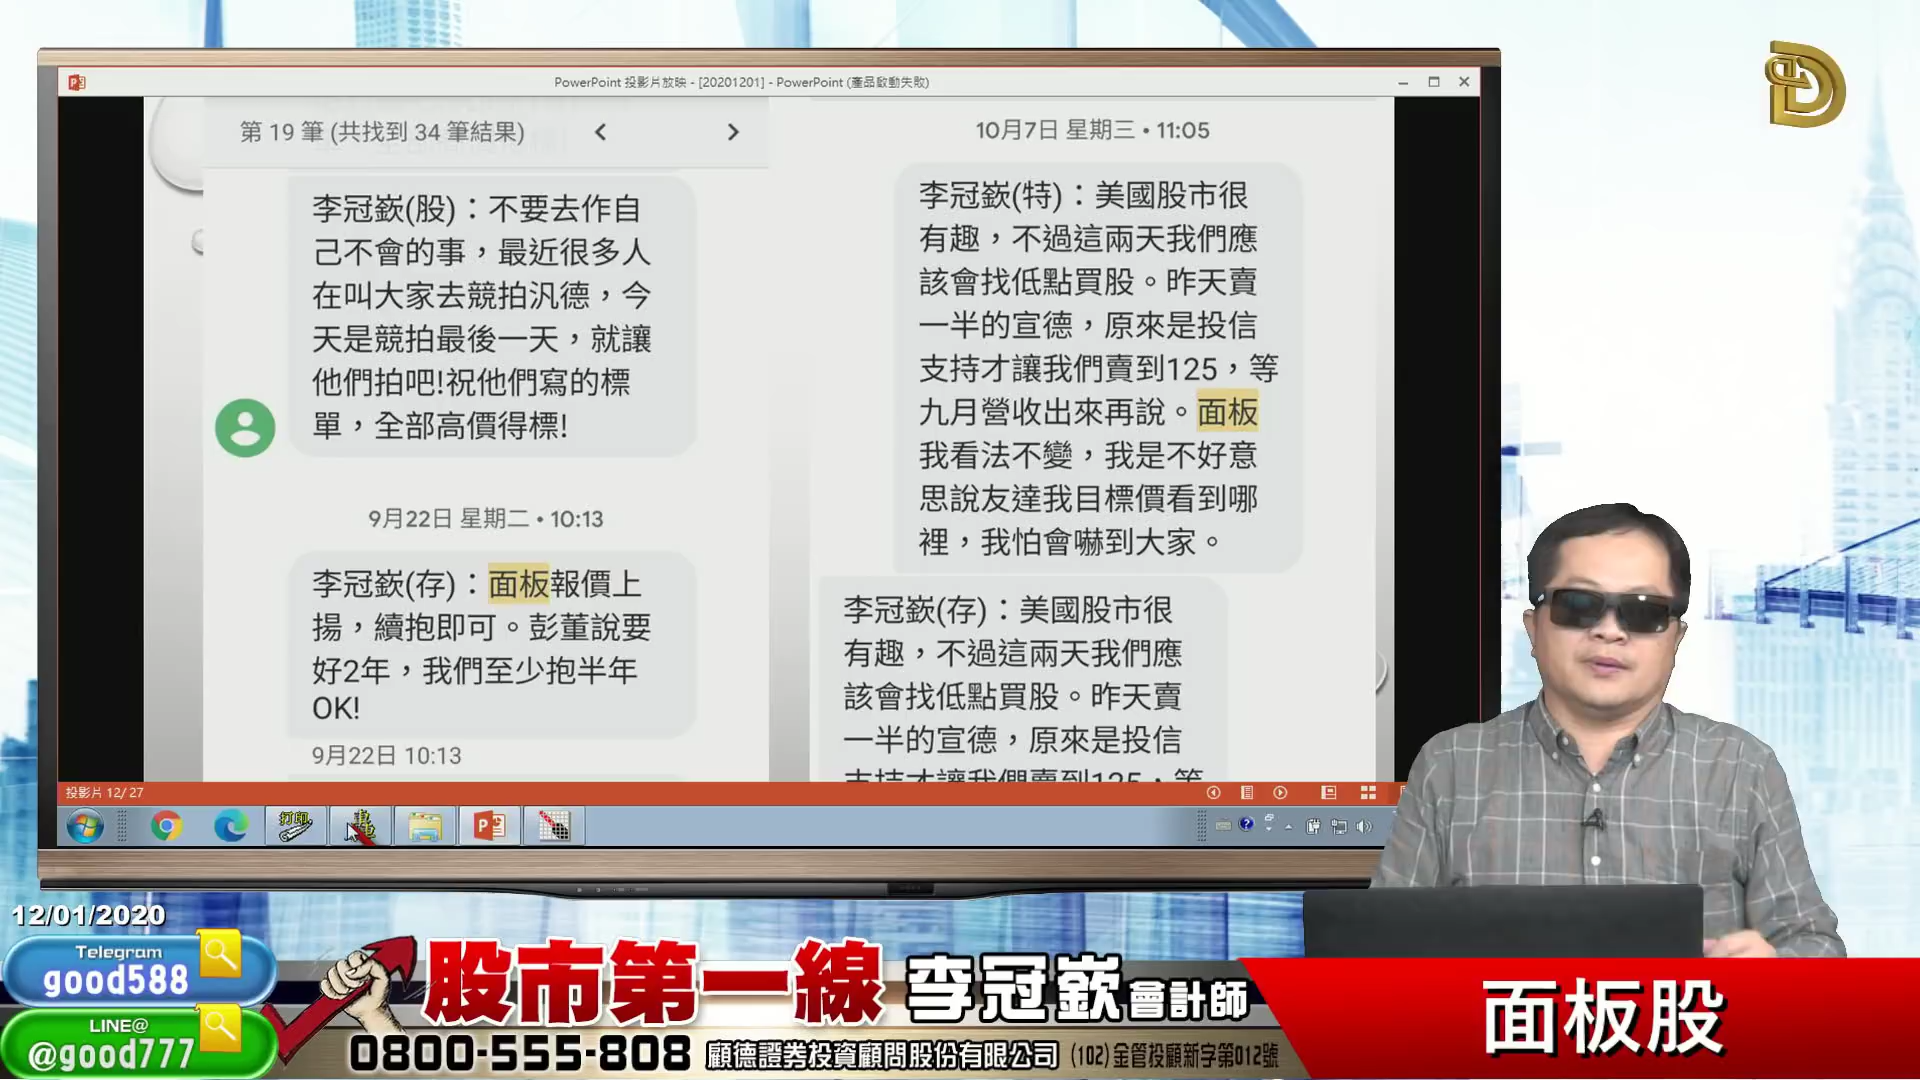 PowerPoint 投影片放映 - [20201201] - PowerPoint (產品啟動失敗)
第 19 筆 (共找到 34 筆結果)
李冠嶔(股)：不要去作自
己不會的事，最近很多人
在叫大家去競拍汎德，今
天是競拍最後一天，就讓
他們拍吧!祝他們寫的標
單，全部高價得標!
9月22日 星期二 • 10:13
李冠嶔(存)：面板報價上
揚，續抱即可。彭董說要
好2年，我們至少抱半年
OK!
9月22日 10:13
10月7日 星期三 • 11:05
李冠嶔(特)：美國股市很
有趣，不過這兩天我們應
該會找低點買股。昨天賣
一半的宣德，原來是投信
支持才讓我們賣到125，等
九月營收出來再說。面板
我看法不變，我是不好意
思說友達我目標價看到哪
裡，我怕會嚇到大家。
李冠嶔(存)：美國股市很
有趣，不過這兩天我們應
該會找低點買股。昨天賣
一半的宣德，原來是投信
支持才讓我們賣到125，等
投影片 12/ 27
打印
12/01/2020
Telegram
good588
LINE@
@good777
股市第一線 李冠嶔 會計師
0800-555-808 顧德證券投資顧問股份有限公司 (102)金管投顧新字第012號
面板股